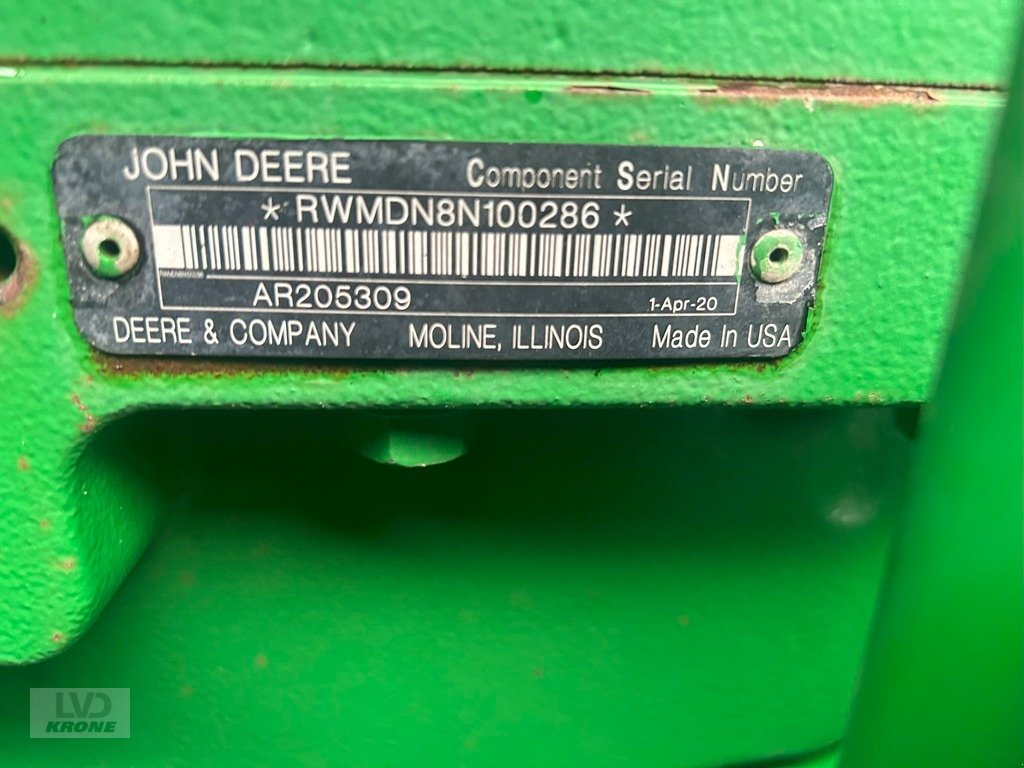 JOHN DEERE Component Serial Number
* RWMDN8N100286 *
AR205309 1-Apr-20
DEERE & COMPANY MOLINE, ILLINOIS Made In USA
LVD
KRONE